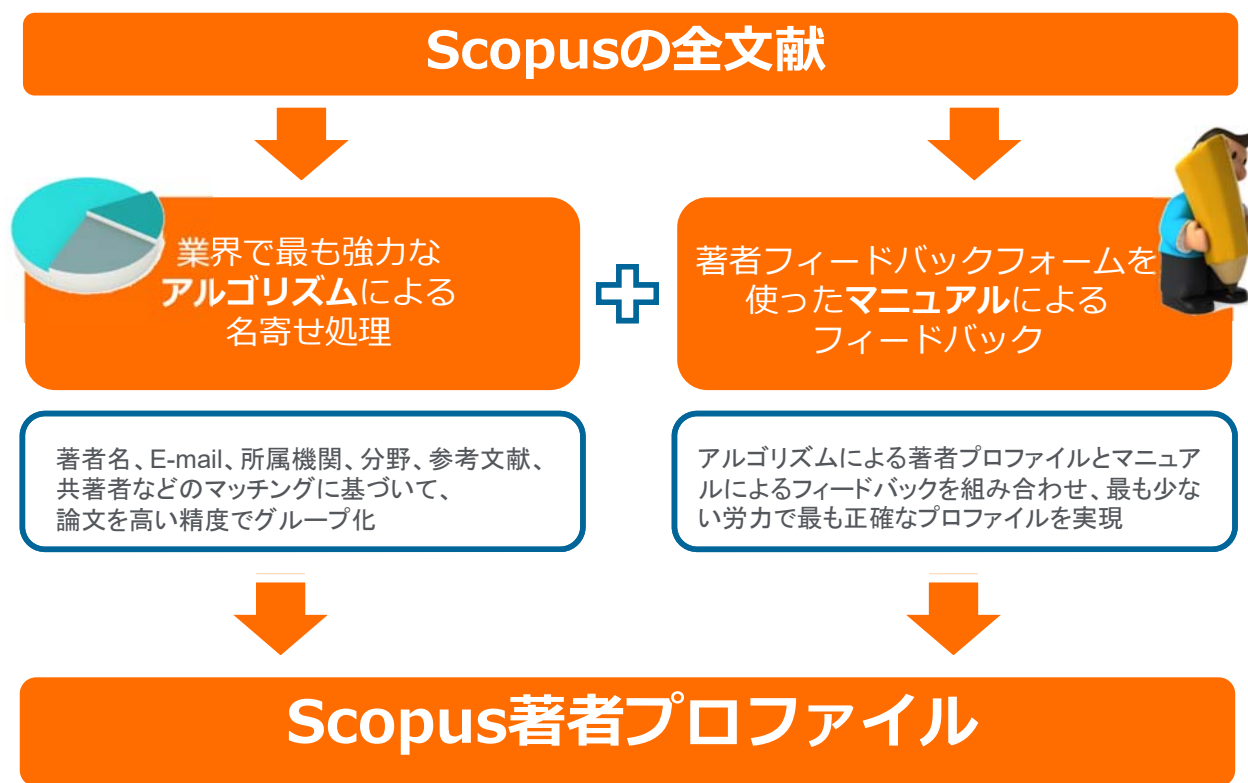 Scopusの全文献
業界で最も強力な
アルゴリズムによる
名寄せ処理
著者フィードバックフォームを
使ったマニュアルによる
フィードバック
著者名、E-mail、所属機関、分野、参考文献、
共著者などのマッチングに基づいて、
論文を高い精度でグループ化
アルゴリズムによる著者プロファイルとマニュア
ルによるフィードバックを組み合わせ、最も少な
い労力で最も正確なプロファイルを実現
Scopus著者プロファイル